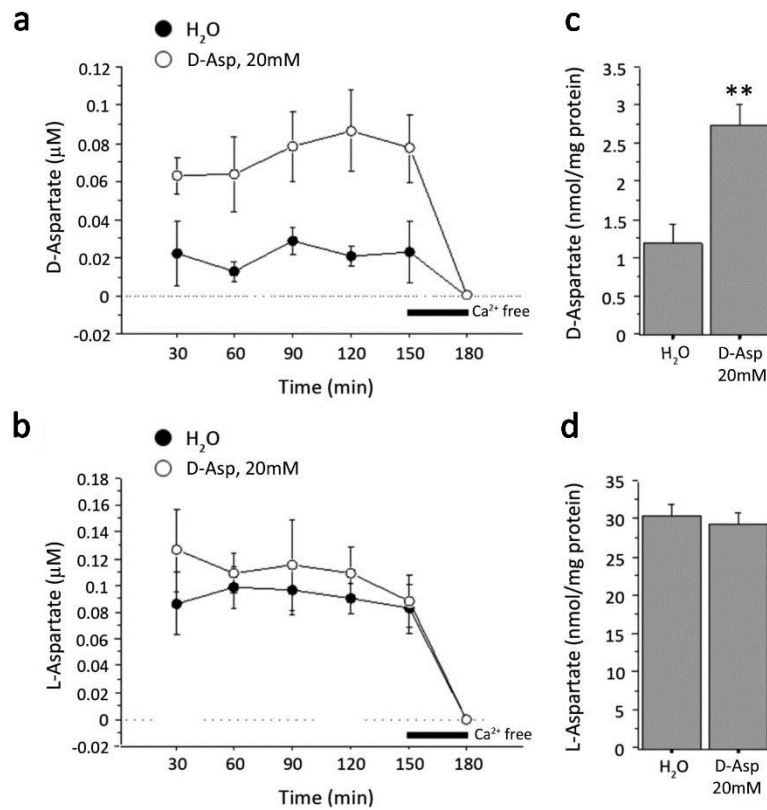 a
H₂O
D-Asp, 20mM
D-Aspartate (µM)
0.12
0.1
0.08
0.06
0.04
0.02
0
-0.02
Ca²⁺ free
30 60 90 120 150 180
Time (min)
c
D-Aspartate (nmol/mg protein)
3.5
3
2.5
2
1.5
1
0.5
0
**
H₂O
D-Asp
20mM
b
H₂O
D-Asp, 20mM
L-Aspartate (µM)
0.18
0.16
0.14
0.12
0.1
0.08
0.06
0.04
0.02
0
-0.02
Ca²⁺ free
30 60 90 120 150 180
Time (min)
d
L-Aspartate (nmol/mg protein)
35
30
25
20
15
10
5
0
H₂O
D-Asp
20mM